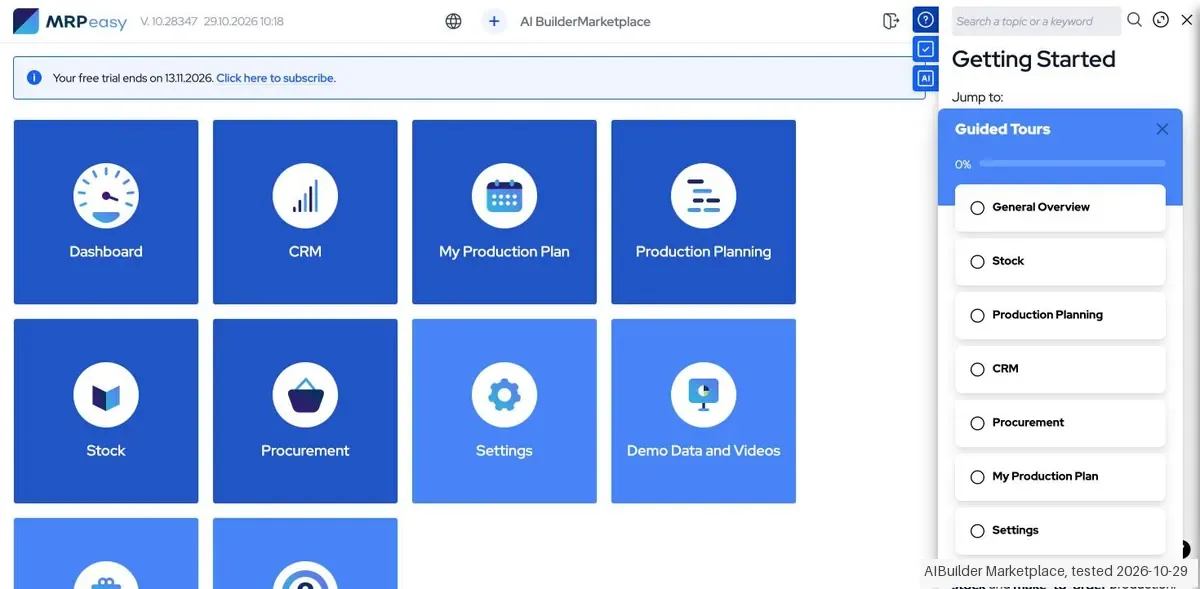 MRPeasy V. 10.28347 29.10.2026 10:18 AI BuilderMarketplace
Your free trial ends on 13.11.2026. Click here to subscribe.
Dashboard
CRM
My Production Plan
Production Planning
Stock
Procurement
Settings
Demo Data and Videos
?
AI
Search a topic or a keyword
Getting Started
Jump to:
Guided Tours
0%
General Overview
Stock
Production Planning
CRM
Procurement
My Production Plan
Settings
AIBuilder Marketplace, tested 2026-10-29